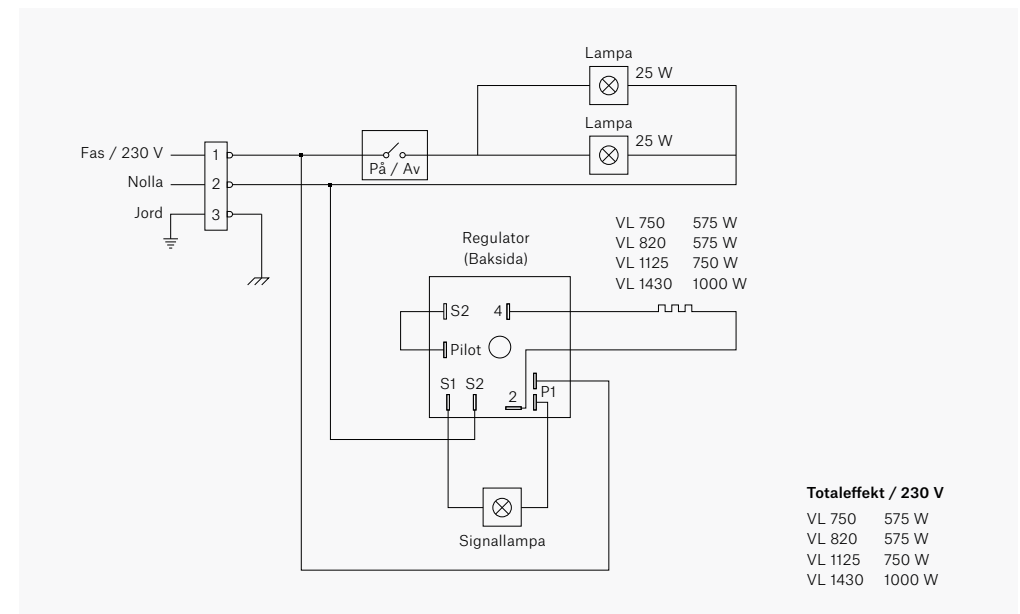 Lampa
25 W
Lampa
25 W
Fas / 230 V
1
På / Av
Nolla
2
Jord
3
VL 750 575 W
VL 820 575 W
VL 1125 750 W
VL 1430 1000 W
Regulator
(Baksida)
S2 4
Pilot
S1 S2 2 P1
Signallampa
Totaleffekt / 230 V
VL 750 575 W
VL 820 575 W
VL 1125 750 W
VL 1430 1000 W